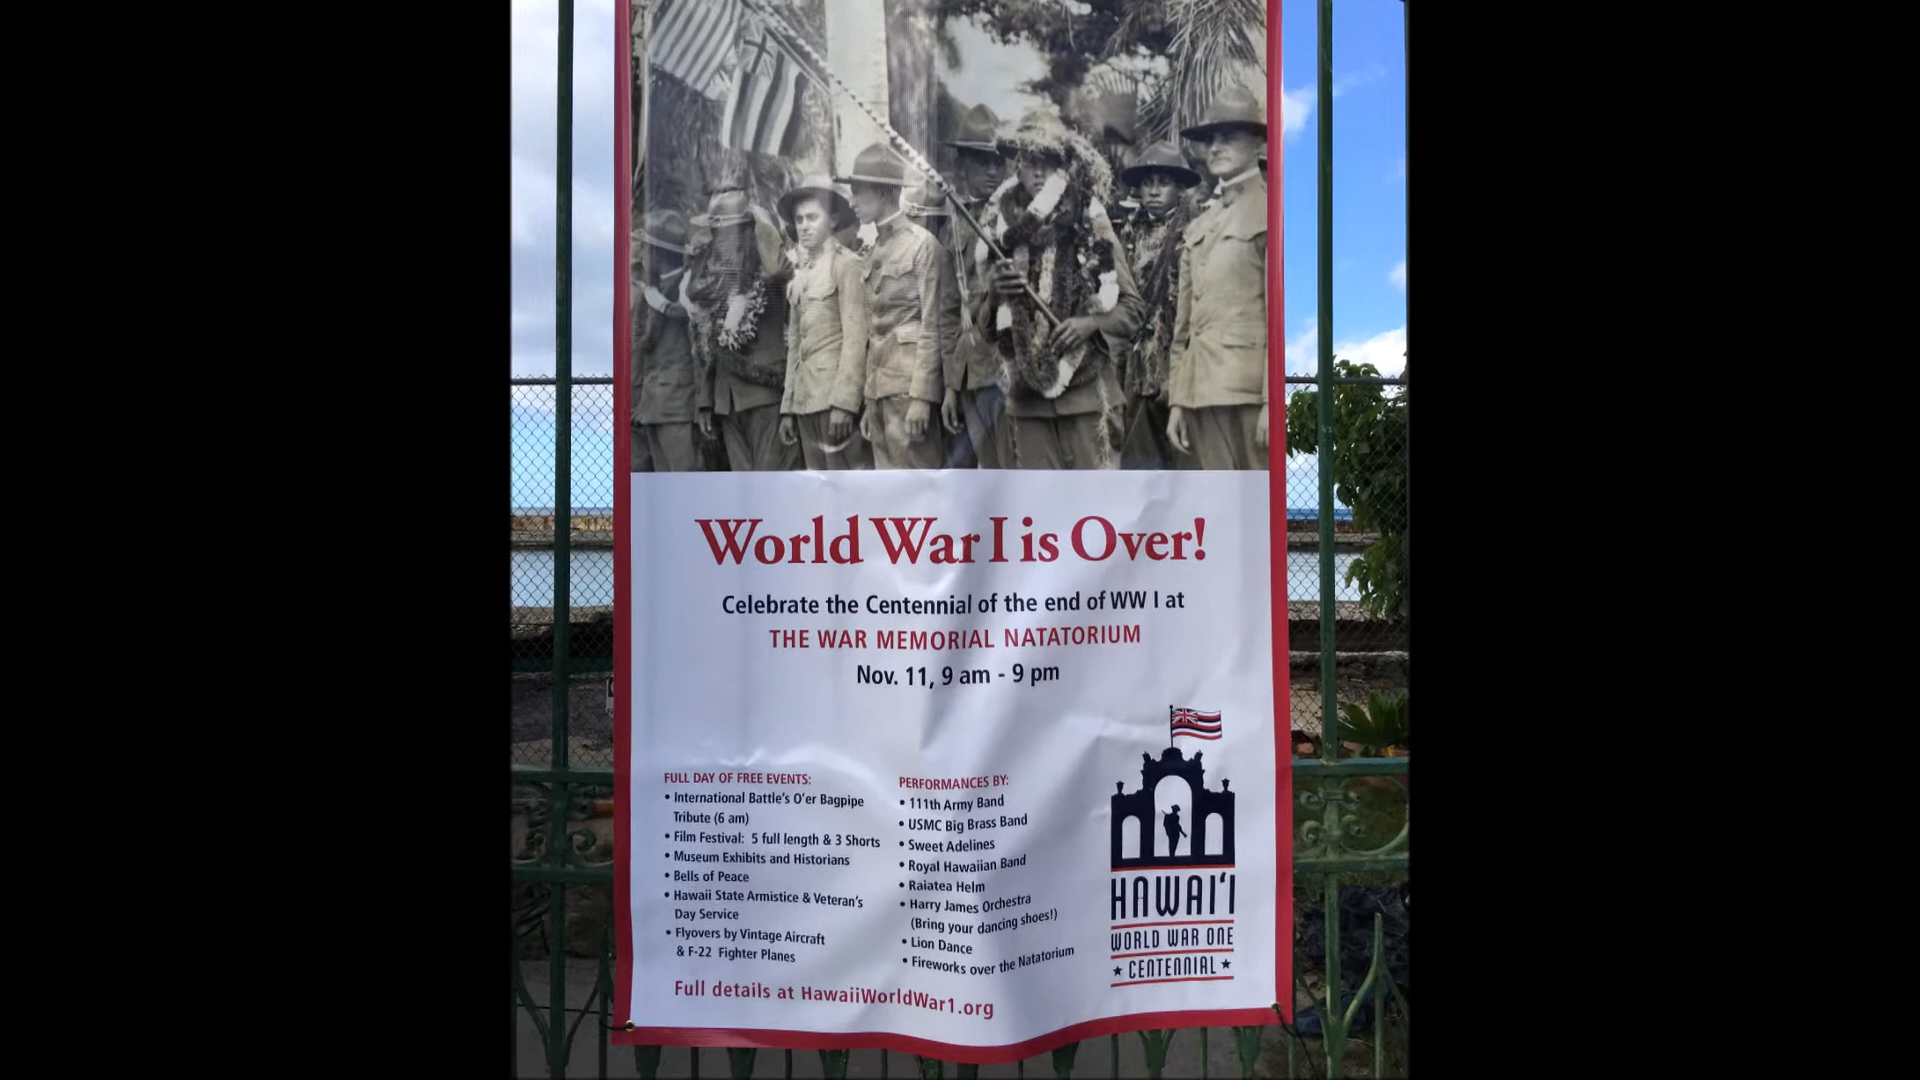 World War I is Over!
Celebrate the Centennial of the end of WW I at
THE WAR MEMORIAL NATATORIUM
Nov. 11, 9 am - 9 pm
FULL DAY OF FREE EVENTS:
• International Battle's O'er Bagpipe
Tribute (6 am)
• Film Festival: 5 full length & 3 Shorts
• Museum Exhibits and Historians
• Bells of Peace
• Hawaii State Armistice & Veteran's
Day Service
• Flyovers by Vintage Aircraft
& F-22 Fighter Planes
PERFORMANCES BY:
• 111th Army Band
• USMC Big Brass Band
• Sweet Adelines
• Royal Hawaiian Band
• Raiatea Helm
• Harry James Orchestra
(Bring your dancing shoes!)
• Lion Dance
• Fireworks over the Natatorium
HAWAI‘I
WORLD WAR ONE
★ CENTENNIAL ★
Full details at HawaiiWorldWar1.org